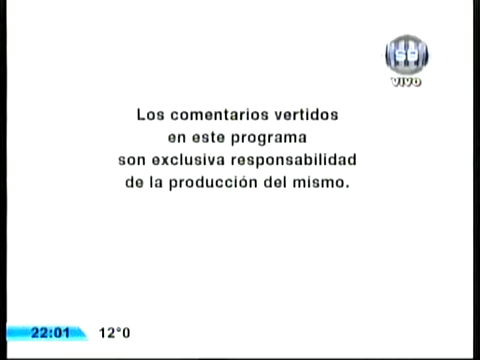 VIVO
Los comentarios vertidos
en este programa
son exclusiva responsabilidad
de la producción del mismo.
22:01 12°0